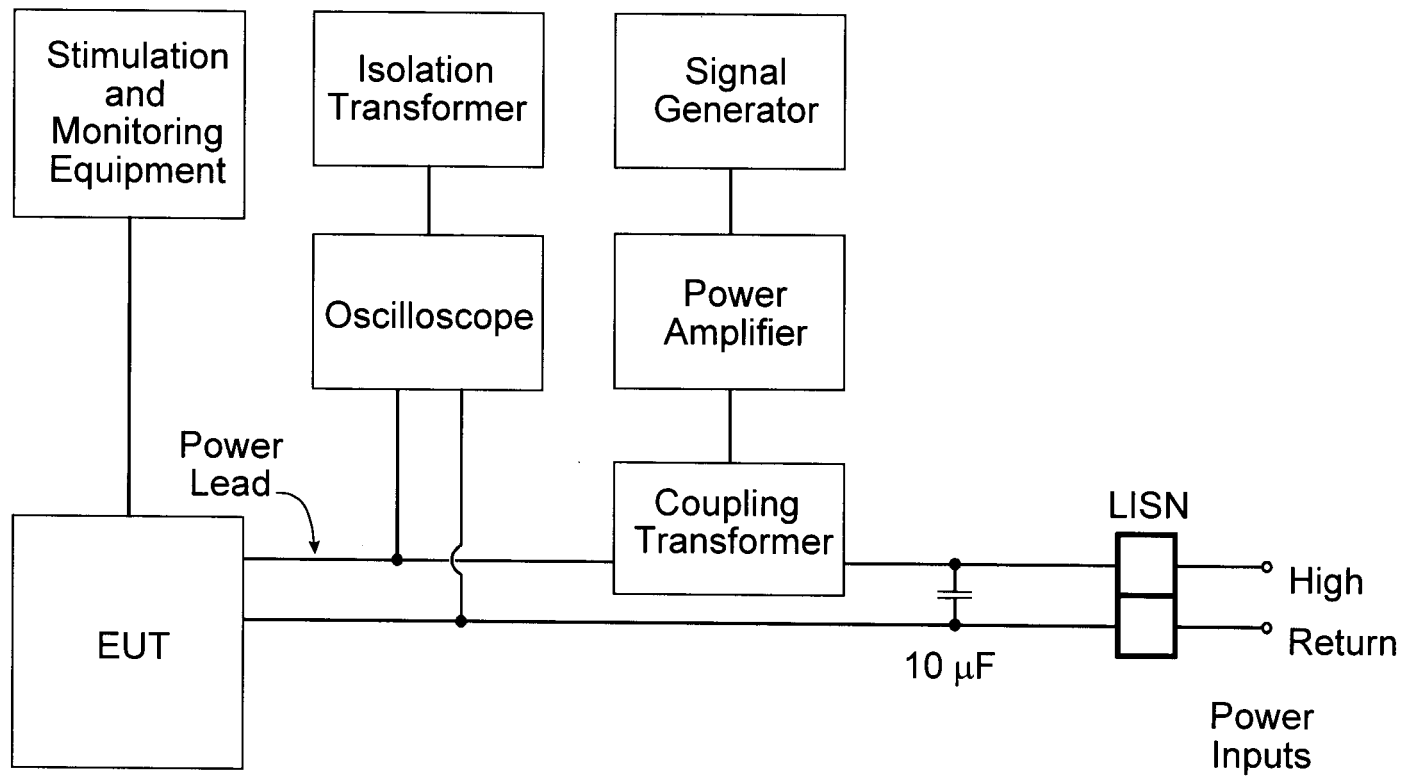 Stimulation
and
Monitoring
Equipment
Isolation
Transformer
Signal
Generator
Oscilloscope
Power
Amplifier
Power
Lead
Coupling
Transformer
LISN
High
EUT
Return
10 μF
Power
Inputs